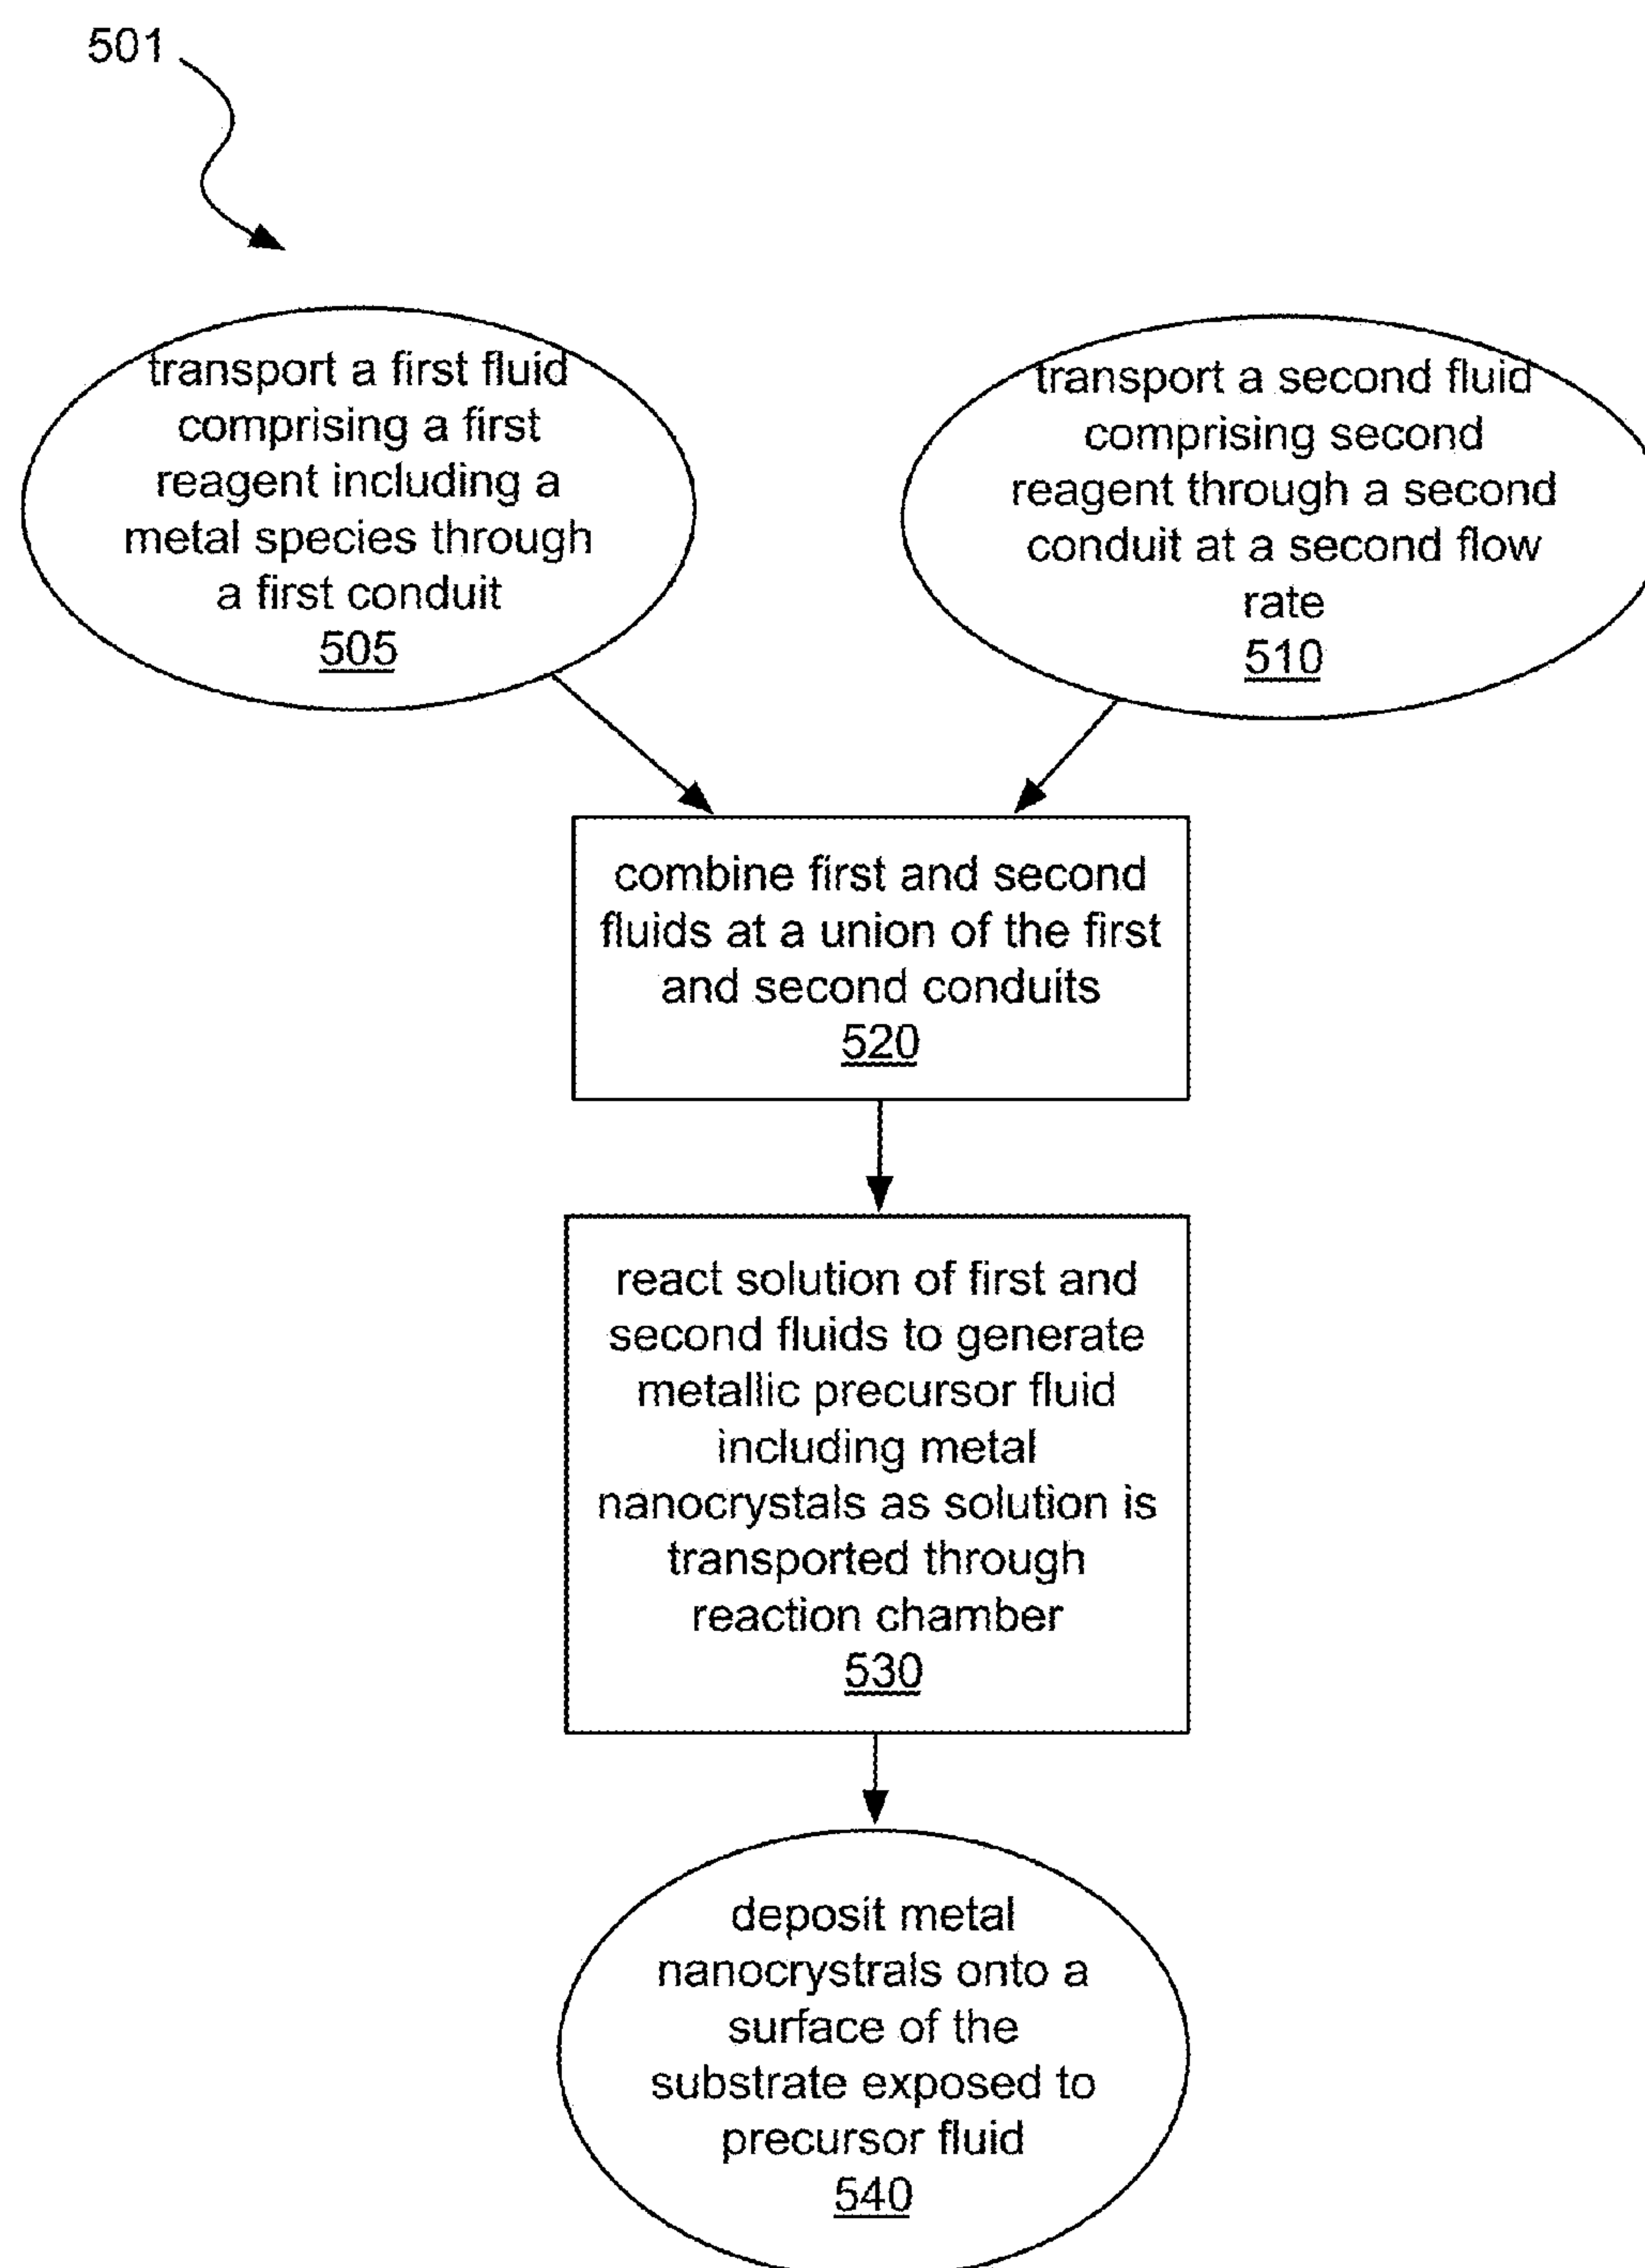 501
transport a first fluid
comprising a first
reagent including a
metal species through
a first conduit
505
transport a second fluid
comprising second
reagent through a second
conduit at a second flow
rate
510
combine first and second
fluids at a union of the first
and second conduits
520
react solution of first and
second fluids to generate
metallic precursor fluid
including metal
nanocrystals as solution is
transported through
reaction chamber
530
deposit metal
nanocrystrals onto a
surface of the
substrate exposed to
precursor fluid
540